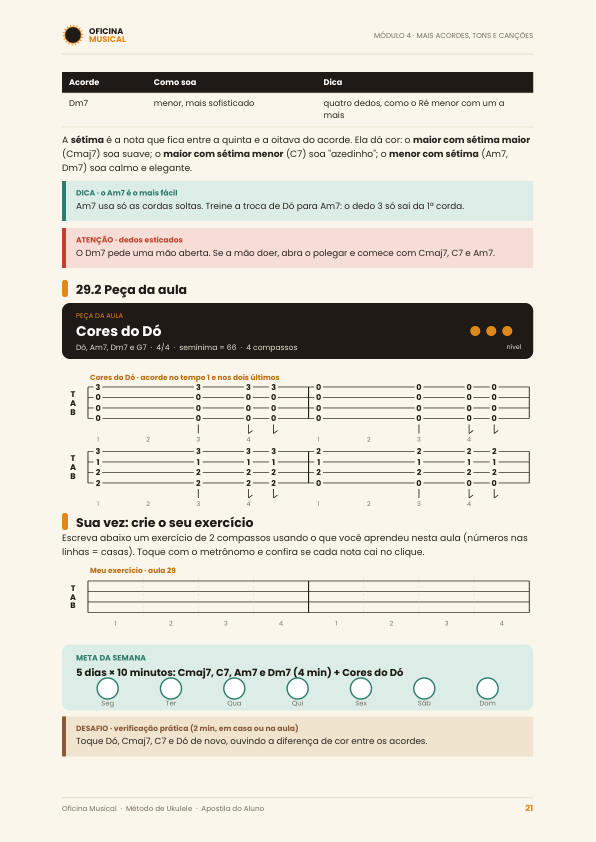 OFICINA
MUSICAL
MÓDULO 4 · MAIS ACORDES, TONS E CANÇÕES
Acorde Como soa Dica
Dm7 menor, mais sofisticado quatro dedos, como o Ré menor com um a
mais
A sétima é a nota que fica entre a quinta e a oitava do acorde. Ela dá cor: o maior com sétima maior
(Cmaj7) soa suave; o maior com sétima menor (C7) soa "azedinho"; o menor com sétima (Am7,
Dm7) soa calmo e elegante.
DICA · o Am7 é o mais fácil
Am7 usa só as cordas soltas. Treine a troca de Dó para Am7: o dedo 3 só sai da 1ª corda.
ATENÇÃO · dedos esticados
O Dm7 pede uma mão aberta. Se a mão doer, abra o polegar e comece com Cmaj7, C7 e Am7.
29.2 Peça da aula
PEÇA DA AULA
Cores do Dó
Dó, Am7, Dm7 e G7 · 4/4 · semínima = 66 · 4 compassos
nível
Cores do Dó · acorde no tempo 1 e nos dois últimos
3 3 3 3 0 0 0 0
T 0 0 0 0 0 0 0 0
A 0 0 0 0 0 0 0 0
B 0 0 0 0 0 0 0 0
1 2 3 4 1 2 3 4
3 3 3 3 2 2 2 2
T 1 1 1 1 1 1 1 1
A 2 2 2 2 2 2 2 2
B 2 2 2 2 0 0 0 0
1 2 3 4 1 2 3 4
Sua vez: crie o seu exercício
Escreva abaixo um exercício de 2 compassos usando o que você aprendeu nesta aula (números nas
linhas = casas). Toque com o metrônomo e confira se cada nota cai no clique.
Meu exercício · aula 29
T
A
B
1 2 3 4 1 2 3 4
META DA SEMANA
5 dias × 10 minutos: Cmaj7, C7, Am7 e Dm7 (4 min) + Cores do Dó
Seg Ter Qua Qui Sex Sáb Dom
DESAFIO · verificação prática (2 min, em casa ou na aula)
Toque Dó, Cmaj7, C7 e Dó de novo, ouvindo a diferença de cor entre os acordes.
Oficina Musical · Método de Ukulele · Apostila do Aluno 21